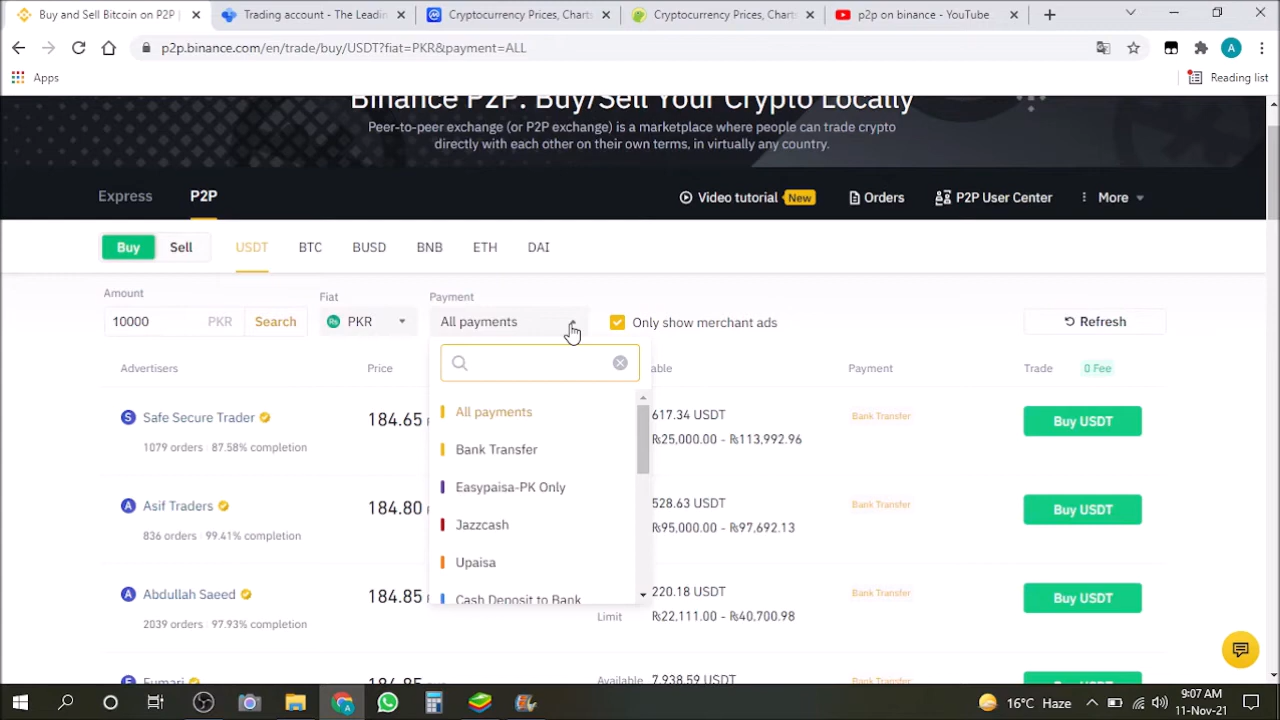 Buy and Sell Bitcoin on P2P | Trading account - The Leadin Cryptocurrency Prices, Charts Cryptocurrency Prices, Chart p2p on binance - YouTube
p2p.binance.com/en/trade/buy/USDT?fiat=PKR&payment=ALL A
Apps Reading list
Binance P2P: Buy/Sell Your Crypto Locally
Peer-to-peer exchange (or P2P exchange) is a marketplace where people can trade crypto
directly with each other on their own terms, in virtually any country.
Express P2P Video tutorial New Orders P2P User Center More
Buy Sell USDT BTC BUSD BNB ETH DAI
Amount Fiat Payment
10000 PKR Search PKR All payments Only show merchant ads Refresh
Advertisers Price able Payment Trade 0 Fee
All payments
Bank Transfer
Easypaisa-PK Only
Jazzcash
Upaisa
Cash Deposit to Bank
S Safe Secure Trader 184.65 617.34 USDT Bank Transfer Buy USDT
1079 orders 87.58% completion ₨25,000.00 - ₨113,992.96
A Asif Traders 184.80 528.63 USDT Bank Transfer Buy USDT
836 orders 99.41% completion ₨95,000.00 - ₨97,692.13
A Abdullah Saeed 184.85 220.18 USDT Bank Transfer Buy USDT
2039 orders 97.93% completion Limit ₨22,111.00 - ₨40,700.98
184.85 Available 7,938.59 USDT
16°C Haze 9:07 AM
11-Nov-21